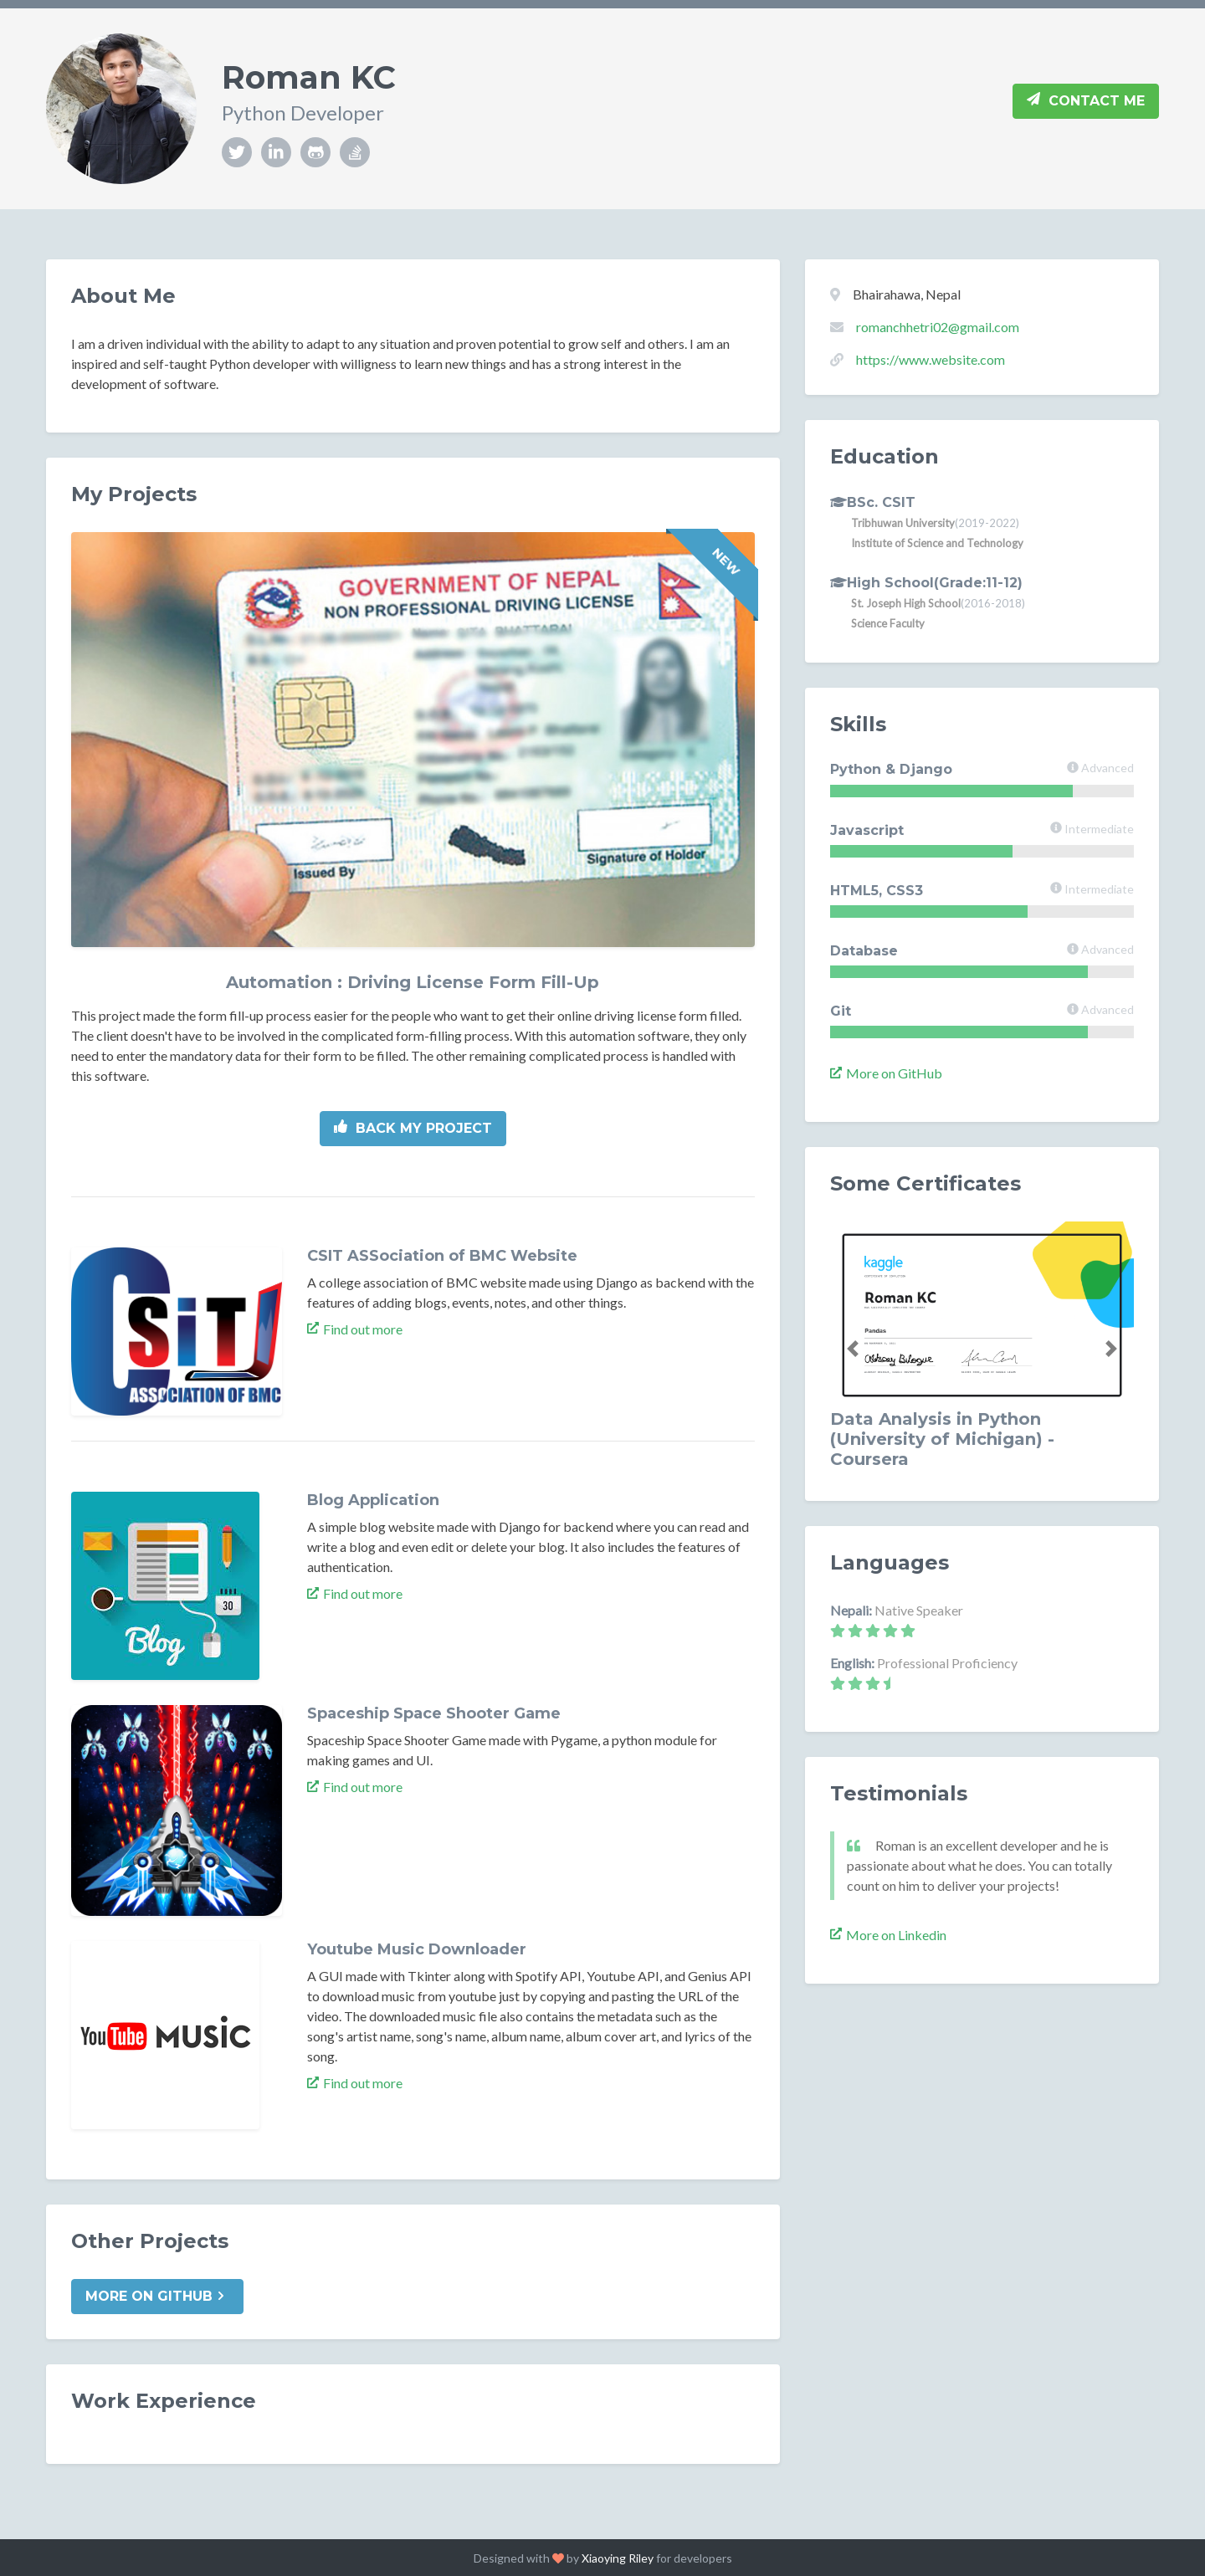 Roman KC
Python Developer
CONTACT ME
About Me
I am a driven individual with the ability to adapt to any situation and proven potential to grow self and others. I am an
inspired and self-taught Python developer with willigness to learn new things and has a strong interest in the
development of software.
My Projects
NEW
GOVERNMENT OF NEPAL
NON PROFESSIONAL DRIVING LICENSE
Issued By
Signature of Holder
Automation : Driving License Form Fill-Up
This project made the form fill-up process easier for the people who want to get their online driving license form filled.
The client doesn't have to be involved in the complicated form-filling process. With this automation software, they only
need to enter the mandatory data for their form to be filled. The other remaining complicated process is handled with
this software.
BACK MY PROJECT
CSiT
ASSOCIATION OF BMC
CSIT ASSociation of BMC Website
A college association of BMC website made using Django as backend with the
features of adding blogs, events, notes, and other things.
Find out more
30
Blog
Blog Application
A simple blog website made with Django for backend where you can read and
write a blog and even edit or delete your blog. It also includes the features of
authentication.
Find out more
Spaceship Space Shooter Game
Spaceship Space Shooter Game made with Pygame, a python module for
making games and UI.
Find out more
YouTube MUSIC
Youtube Music Downloader
A GUI made with Tkinter along with Spotify API, Youtube API, and Genius API
to download music from youtube just by copying and pasting the URL of the
video. The downloaded music file also contains the metadata such as the
song's artist name, song's name, album name, album cover art, and lyrics of the
song.
Find out more
Other Projects
MORE ON GITHUB
Work Experience
Bhairahawa, Nepal
romanchhetri02@gmail.com
https://www.website.com
Education
BSc. CSIT
Tribhuwan University(2019-2022)
Institute of Science and Technology
High School(Grade:11-12)
St. Joseph High School(2016-2018)
Science Faculty
Skills
Python & Django
Advanced
Javascript
Intermediate
HTML5, CSS3
Intermediate
Database
Advanced
Git
Advanced
More on GitHub
Some Certificates
kaggle
Roman KC
Pandas
Data Analysis in Python
(University of Michigan) -
Coursera
Languages
Nepali: Native Speaker
English: Professional Proficiency
Testimonials
Roman is an excellent developer and he is
passionate about what he does. You can totally
count on him to deliver your projects!
More on Linkedin
Designed with by Xiaoying Riley for developers